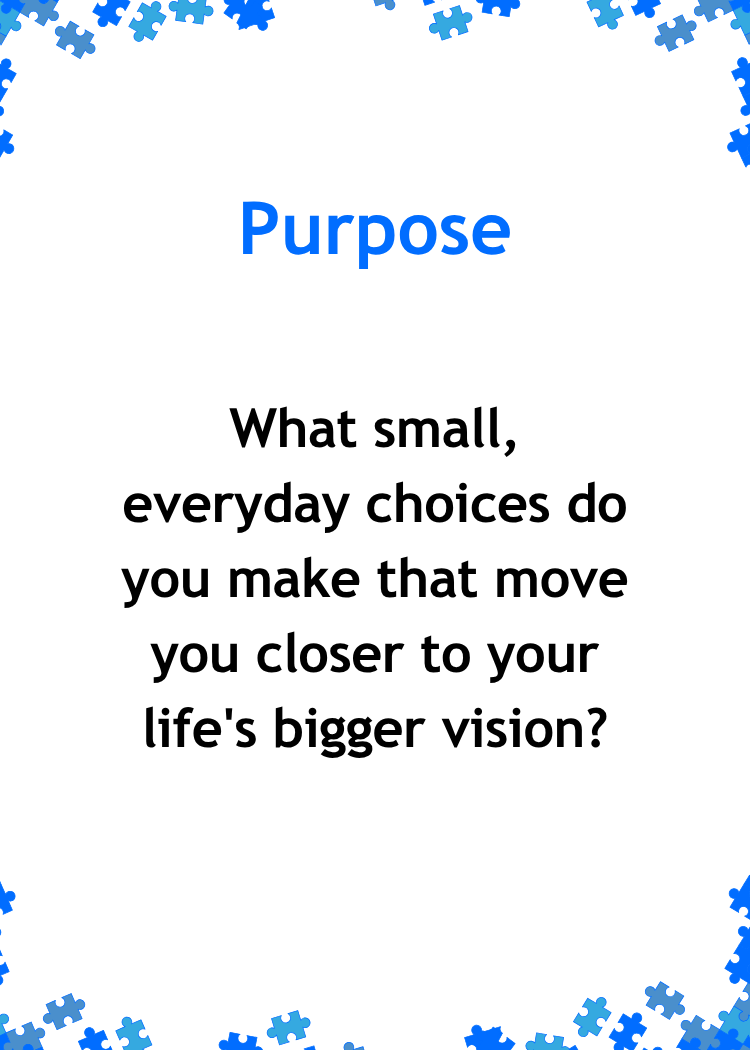 Purpose
What small,
everyday choices do
you make that move
you closer to your
life's bigger vision?